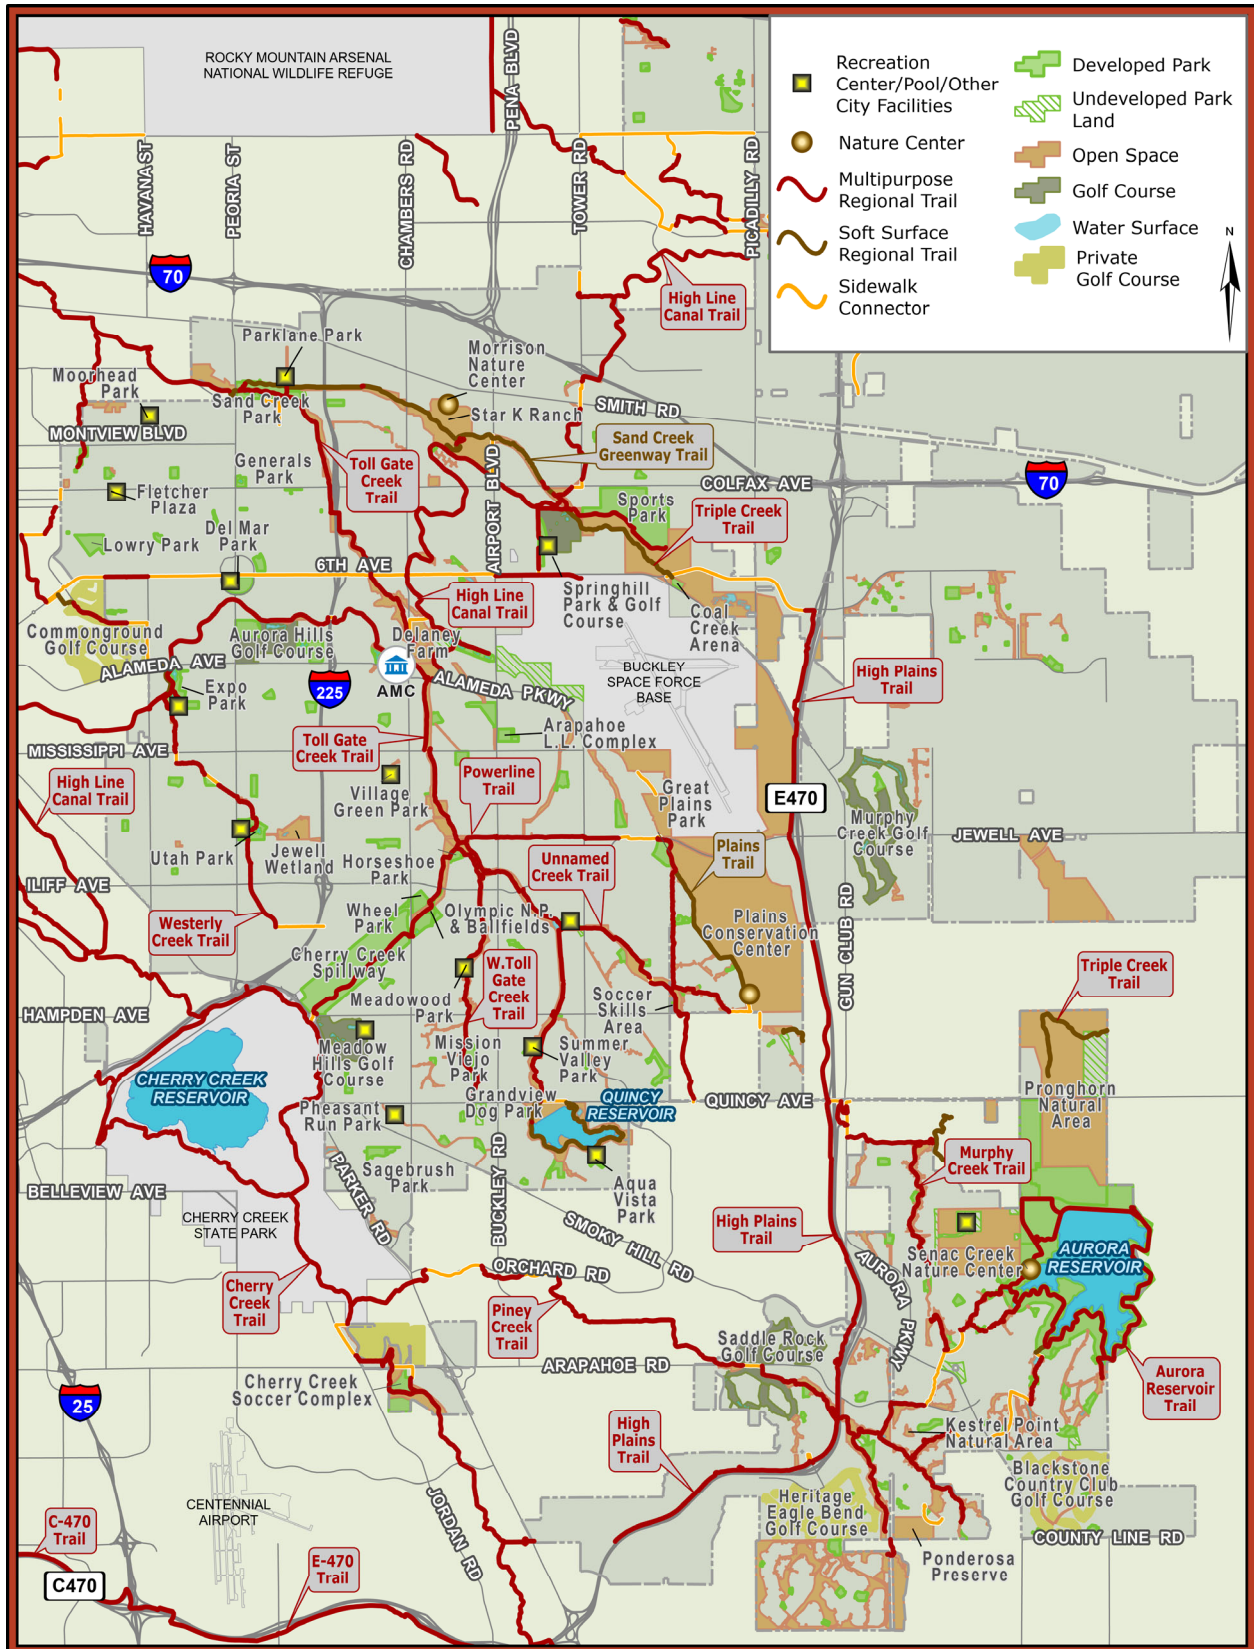 ROCKY MOUNTAIN ARSENAL
NATIONAL WILDLIFE REFUGE
PENA BLVD
HAVANA ST
PEORIA ST
CHAMBERS RD
TOWER RD
PICADILLY RD
Recreation
Center/Pool/Other
City Facilities
Nature Center
Multipurpose
Regional Trail
Soft Surface
Regional Trail
Sidewalk
Connector
Developed Park
Undeveloped Park
Land
Open Space
Golf Course
Water Surface
Private
Golf Course
N
70
High Line
Canal Trail
Parklane Park
Morrison
Nature
Center
Moorhead
Park
Sand Creek
Park
Star K Ranch
SMITH RD
MONTVIEW BLVD
Sand Creek
Greenway Trail
Generals
Park
Toll Gate
Creek
Trail
AIRPORT BLVD
COLFAX AVE
70
Fletcher
Plaza
Sports
Park
Triple Creek
Trail
Del Mar
Park
Lowry Park
6TH AVE
High Line
Canal Trail
Springhill
Park & Golf
Course
Coal
Creek
Arena
Commonground
Golf Course
Aurora Hills
Golf Course
Delaney
Farm
ALAMEDA AVE
225
AMC
ALAMEDA PKWY
BUCKLEY
SPACE FORCE
BASE
High Plains
Trail
Expo
Park
Arapahoe
L.L. Complex
MISSISSIPPI AVE
Toll Gate
Creek Trail
High Line
Canal Trail
Village
Green Park
Powerline
Trail
Great
Plains
Park
E470
Murphy
Creek Golf
Course
JEWELL AVE
Utah Park
Jewell
Wetland
Horseshoe
Park
Unnamed
Creek Trail
Plains
Trail
ILIFF AVE
Westerly
Creek Trail
Wheel
Park
Olympic N.P.
& Ballfields
Plains
Conservation
Center
GUN CLUB RD
Cherry Creek
Spillway
W.Toll
Gate
Creek
Trail
Triple Creek
Trail
Meadowood
Park
Soccer
Skills
Area
HAMPDEN AVE
Meadow
Hills Golf
Course
Mission
Viejo
Park
Summer
Valley
Park
CHERRY CREEK
RESERVOIR
Pronghorn
Natural
Area
Pheasant
Run Park
Grandview
Dog Park
QUINCY
RESERVOIR
QUINCY AVE
Murphy
Creek Trail
PARKER RD
Sagebrush
Park
BUCKLEY RD
Aqua
Vista
Park
BELLEVIEW AVE
CHERRY CREEK
STATE PARK
SMOKY HILL RD
High Plains
Trail
AURORA PKWY
Senac Creek
Nature Center
AURORA
RESERVOIR
Cherry
Creek
Trail
ORCHARD RD
Piney
Creek
Trail
Saddle Rock
Golf Course
ARAPAHOE RD
Cherry Creek
Soccer Complex
Aurora
Reservoir
Trail
25
High
Plains
Trail
Kestrel Point
Natural Area
Blackstone
Country Club
Golf Course
JORDAN RD
CENTENNIAL
AIRPORT
Heritage
Eagle Bend
Golf Course
C-470
Trail
COUNTY LINE RD
Ponderosa
Preserve
E-470
Trail
C470